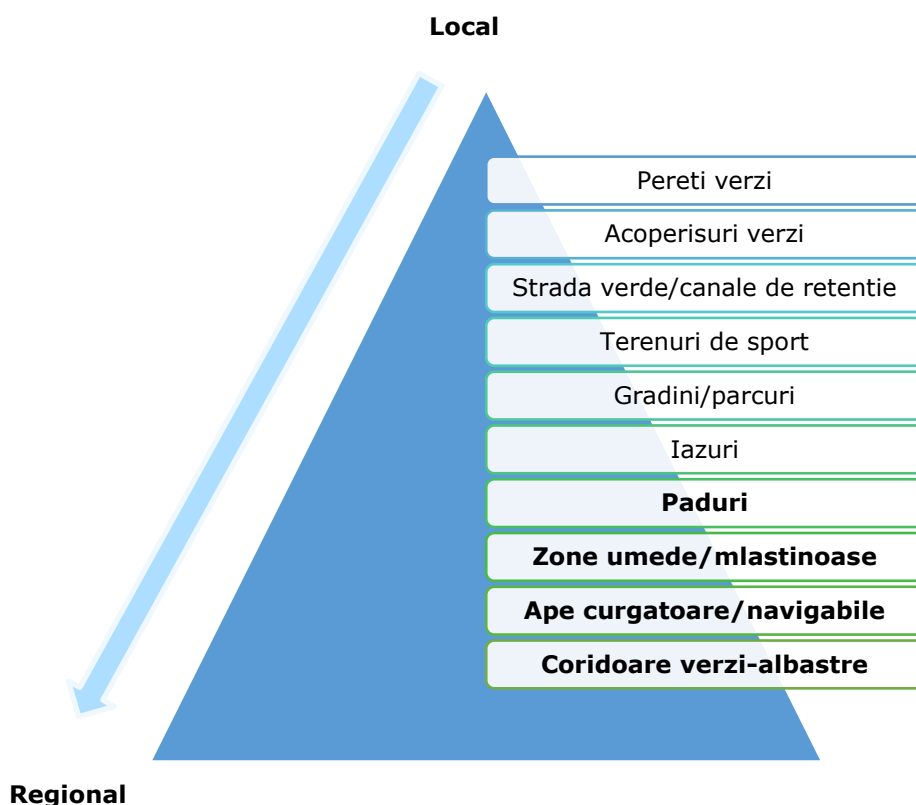 Local
Pereti verzi
Acoperisuri verzi
Strada verde/canale de retentie
Terenuri de sport
Gradini/parcuri
Iazuri
Paduri
Zone umede/mlastinoase
Ape curgatoare/navigabile
Coridoare verzi-albastre
Regional